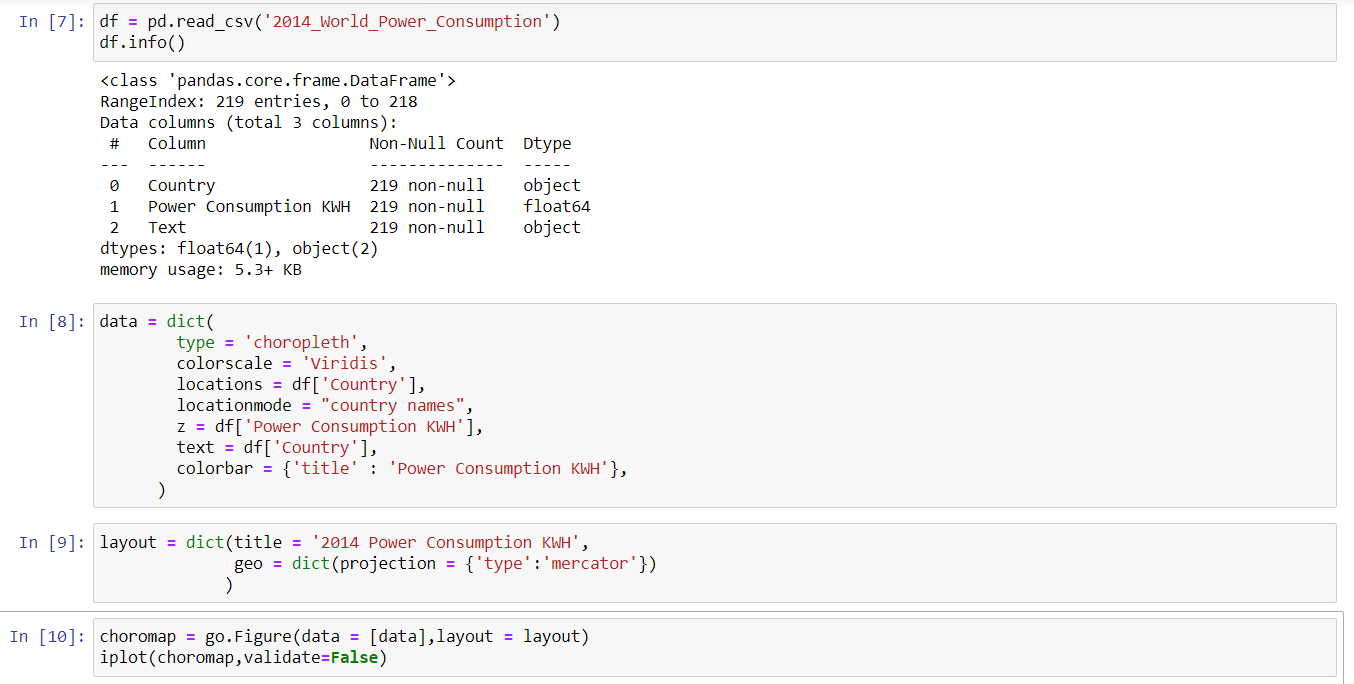 In [7]: df = pd.read_csv('2014_World_Power_Consumption')
df.info()
<class 'pandas.core.frame.DataFrame'>
RangeIndex: 219 entries, 0 to 218
Data columns (total 3 columns):
 #   Column                 Non-Null Count  Dtype
---  ------                 --------------  -----
 0   Country                219 non-null    object
 1   Power Consumption KWH  219 non-null    float64
 2   Text                   219 non-null    object
dtypes: float64(1), object(2)
memory usage: 5.3+ KB
In [8]: data = dict(
        type = 'choropleth',
        colorscale = 'Viridis',
        locations = df['Country'],
        locationmode = "country names",
        z = df['Power Consumption KWH'],
        text = df['Country'],
        colorbar = {'title' : 'Power Consumption KWH'},
      )
In [9]: layout = dict(title = '2014 Power Consumption KWH',
              geo = dict(projection = {'type':'mercator'})
             )
In [10]: choromap = go.Figure(data = [data],layout = layout)
iplot(choromap,validate=False)